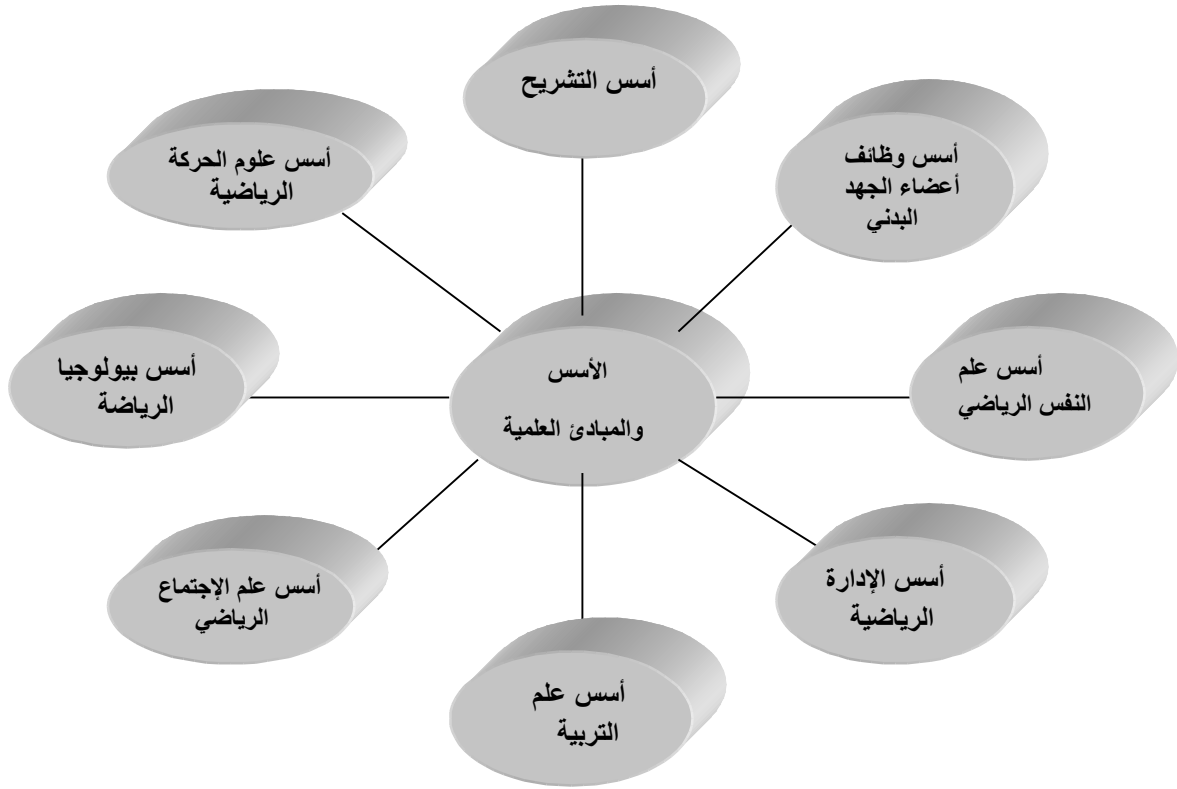 أسس التشريح
أسس وظائف
أعضاء الجهد
البدني
أسس علوم الحركة
الرياضية
الأسس
والمبادئ العلمية
أسس علم
النفس الرياضي
أسس بيولوجيا
الرياضة
أسس الإدارة
الرياضية
أسس علم الإجتماع
الرياضي
أسس علم
التربية